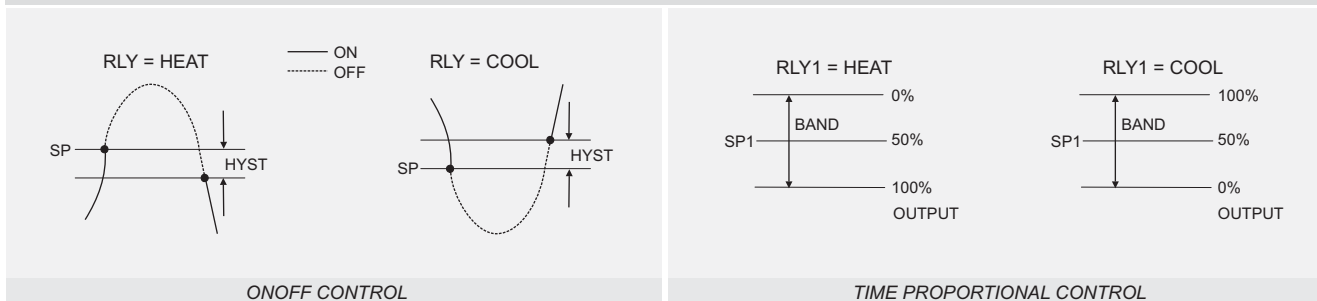 RLY = HEAT
ON
OFF
RLY = COOL
SP
HYST
SP
HYST
ONOFF CONTROL
RLY1 = HEAT
0%
BAND
SP1
50%
100%
OUTPUT
RLY1 = COOL
100%
BAND
SP1
50%
0%
OUTPUT
TIME PROPORTIONAL CONTROL